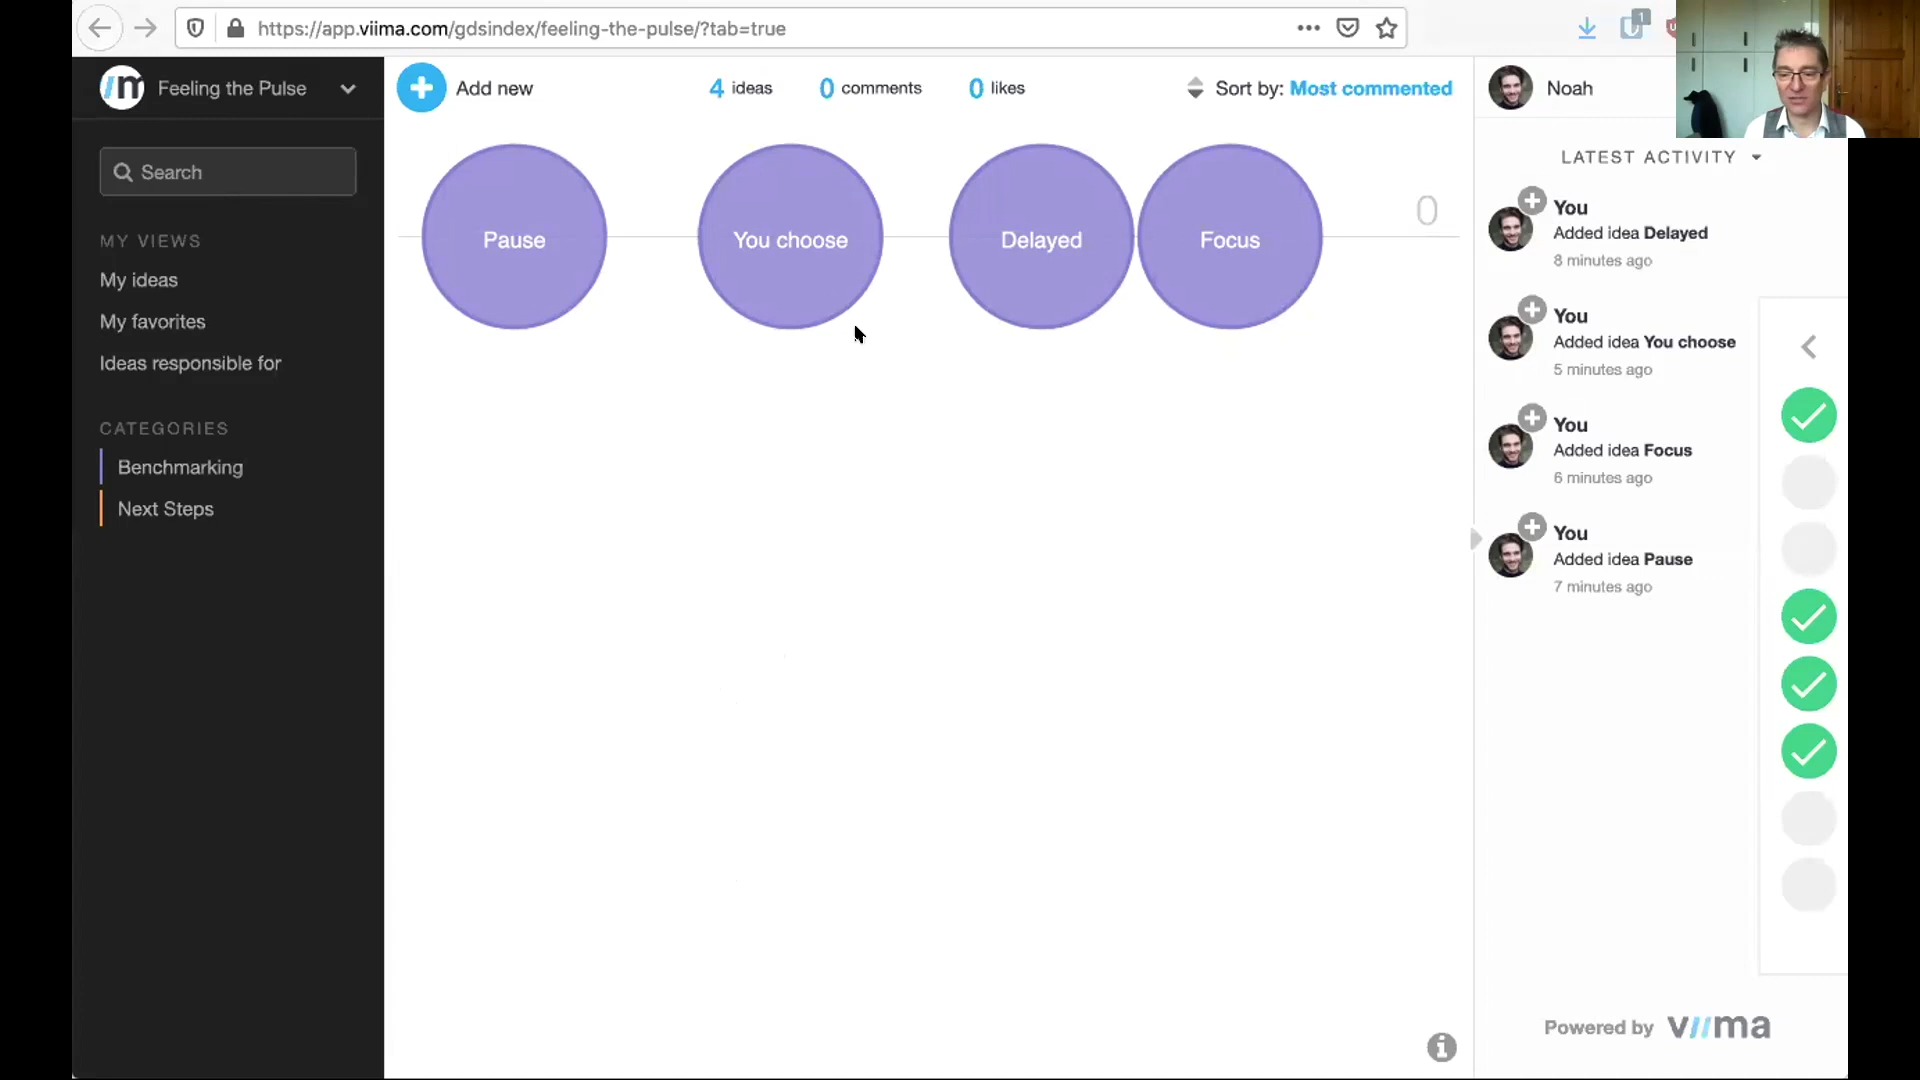 https://app.viima.com/gdsindex/feeling-the-pulse/?tab=true
1
Feeling the Pulse
Add new
4 ideas
0 comments
0 likes
Sort by: Most commented
Noah
Search
MY VIEWS
My ideas
My favorites
Ideas responsible for
CATEGORIES
Benchmarking
Next Steps
Pause
You choose
Delayed
Focus
0
LATEST ACTIVITY
You
Added idea Delayed
8 minutes ago
You
Added idea You choose
5 minutes ago
You
Added idea Focus
6 minutes ago
You
Added idea Pause
7 minutes ago
Powered by viima